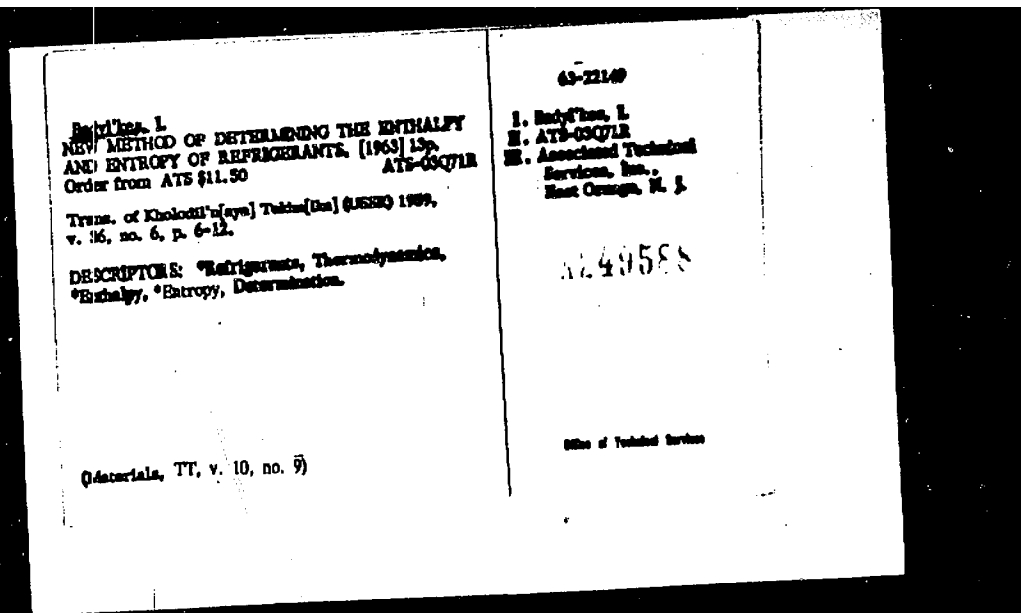 Badyl'kes, I.
NEW METHOD OF DETERMINING THE ENTHALPY
AND ENTROPY OF REFRIGERANTS. [1963] 13p.
Order from ATS $11.50 ATS-03Q71R
Trans. of Kholodil'n[aya] Tekhn[ika] (USSR) 1959,
v. 36, no. 6, p. 6-12.
DESCRIPTORS: *Refrigerants, Thermodynamics,
*Enthalpy, *Entropy, Determination.
(Materials, TT, v. 10, no. 9)
63-22149
I. Badyl'kes, I.
II. ATS-03Q71R
III. Associated Technical
Services, Inc.,
East Orange, N. J.
Office of Technical Services